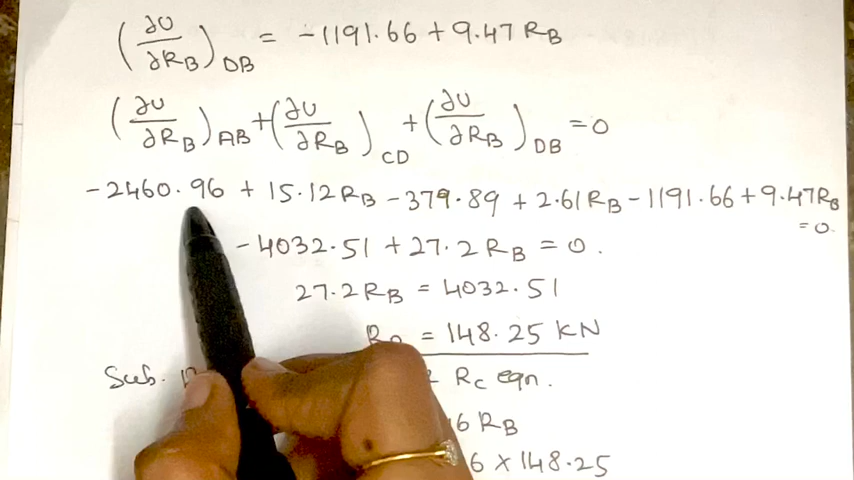 (∂U/∂R_B)_DB = -1191.66 + 9.47 R_B
(∂U/∂R_B)_AB + (∂U/∂R_B)_CD + (∂U/∂R_B)_DB = 0
-2460.96 + 15.12 R_B - 379.89 + 2.61 R_B - 1191.66 + 9.47 R_B = 0.
-4032.51 + 27.2 R_B = 0.
27.2 R_B = 4032.51
R_B = 148.25 KN
Sub. R_C eqn.
6 R_B
6 × 148.25